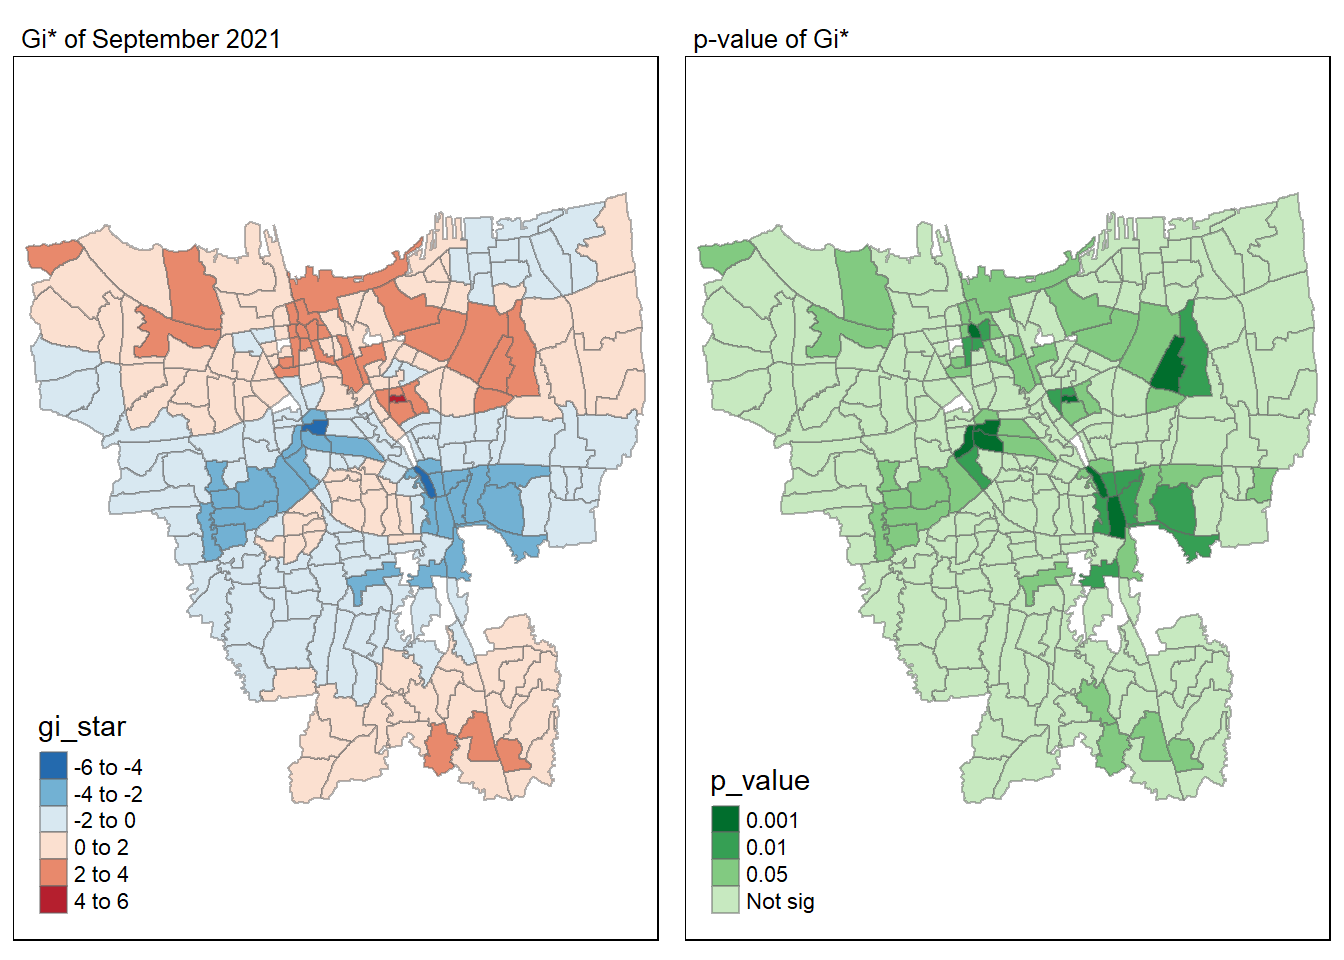 Gi* of September 2021
p-value of Gi*
gi_star
-6 to -4
-4 to -2
-2 to 0
0 to 2
2 to 4
4 to 6
p_value
0.001
0.01
0.05
Not sig